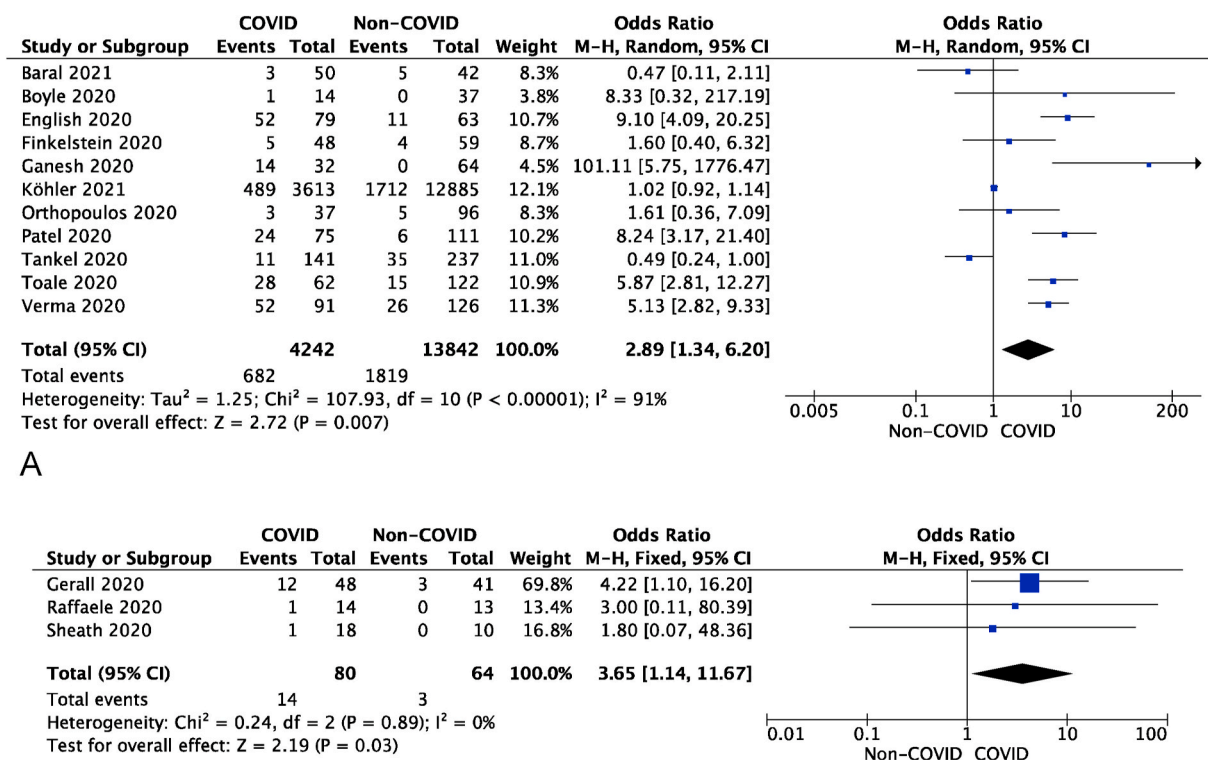 COVID Non-COVID Odds Ratio Odds Ratio
Study or Subgroup Events Total Events Total Weight M-H, Random, 95% CI M-H, Random, 95% CI
Baral 2021 3 50 5 42 8.3% 0.47 [0.11, 2.11]
Boyle 2020 1 14 0 37 3.8% 8.33 [0.32, 217.19]
English 2020 52 79 11 63 10.7% 9.10 [4.09, 20.25]
Finkelstein 2020 5 48 4 59 8.7% 1.60 [0.40, 6.32]
Ganesh 2020 14 32 0 64 4.5% 101.11 [5.75, 1776.47]
Köhler 2021 489 3613 1712 12885 12.1% 1.02 [0.92, 1.14]
Orthopoulos 2020 3 37 5 96 8.3% 1.61 [0.36, 7.09]
Patel 2020 24 75 6 111 10.2% 8.24 [3.17, 21.40]
Tankel 2020 11 141 35 237 11.0% 0.49 [0.24, 1.00]
Toale 2020 28 62 15 122 10.9% 5.87 [2.81, 12.27]
Verma 2020 52 91 26 126 11.3% 5.13 [2.82, 9.33]
Total (95% CI) 4242 13842 100.0% 2.89 [1.34, 6.20]
Total events 682 1819
Heterogeneity: Tau² = 1.25; Chi² = 107.93, df = 10 (P < 0.00001); I² = 91%
Test for overall effect: Z = 2.72 (P = 0.007)
0.005 0.1 1 10 200
Non-COVID COVID
A
COVID Non-COVID Odds Ratio Odds Ratio
Study or Subgroup Events Total Events Total Weight M-H, Fixed, 95% CI M-H, Fixed, 95% CI
Gerall 2020 12 48 3 41 69.8% 4.22 [1.10, 16.20]
Raffaele 2020 1 14 0 13 13.4% 3.00 [0.11, 80.39]
Sheath 2020 1 18 0 10 16.8% 1.80 [0.07, 48.36]
Total (95% CI) 80 64 100.0% 3.65 [1.14, 11.67]
Total events 14 3
Heterogeneity: Chi² = 0.24, df = 2 (P = 0.89); I² = 0%
Test for overall effect: Z = 2.19 (P = 0.03)
0.01 0.1 1 10 100
Non-COVID COVID